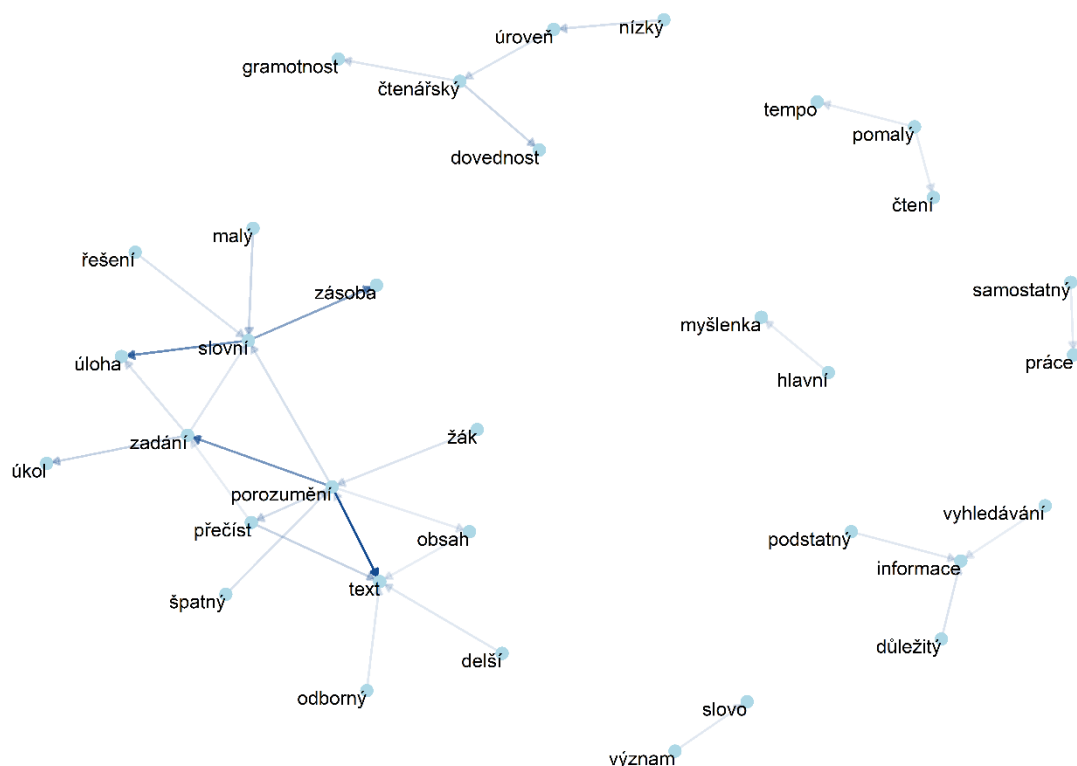 nízký
úroveň
gramotnost
čtenářský
tempo
pomalý
dovednost
čtení
malý
řešení
zásoba
samostatný
myšlenka
slovní
úloha
práce
hlavní
žák
zadání
úkol
porozumění
vyhledávání
přečíst
obsah
podstatný
informace
text
špatný
důležitý
delší
odborný
slovo
význam